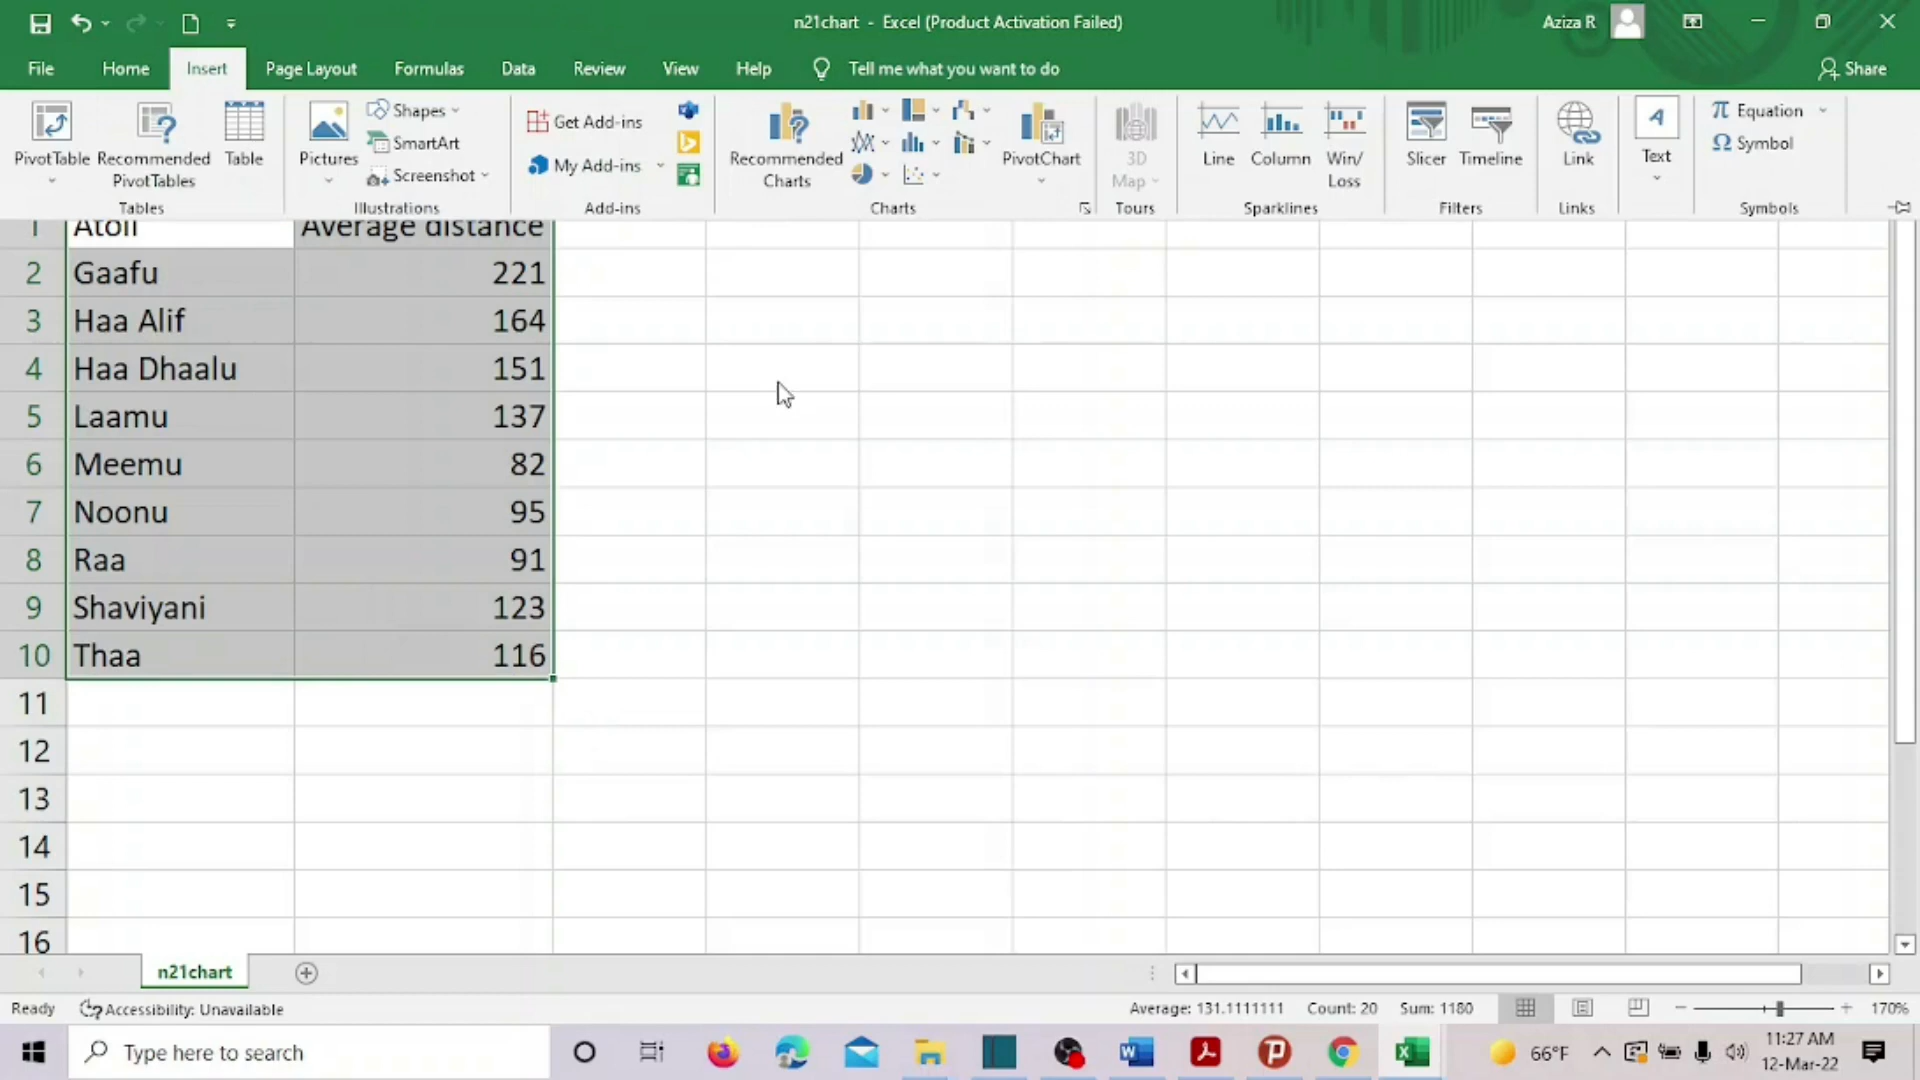 n21chart - Excel (Product Activation Failed)
Aziza R
File Home Insert Page Layout Formulas Data Review View Help Tell me what you want to do Share
PivotTable
Recommended PivotTables
Table
Tables
Pictures
Shapes
SmartArt
Screenshot
Illustrations
Get Add-ins
My Add-ins
Add-ins
Recommended Charts
PivotChart
Charts
3D Map
Tours
Line
Column
Win/Loss
Sparklines
Slicer
Timeline
Filters
Link
Links
Text
Equation
Symbol
Symbols
1 Atoll Average distance
2 Gaafu 221
3 Haa Alif 164
4 Haa Dhaalu 151
5 Laamu 137
6 Meemu 82
7 Noonu 95
8 Raa 91
9 Shaviyani 123
10 Thaa 116
11
12
13
14
15
16
n21chart
Ready Accessibility: Unavailable Average: 131.1111111 Count: 20 Sum: 1180 170%
Type here to search
66°F
11:27 AM
12-Mar-22